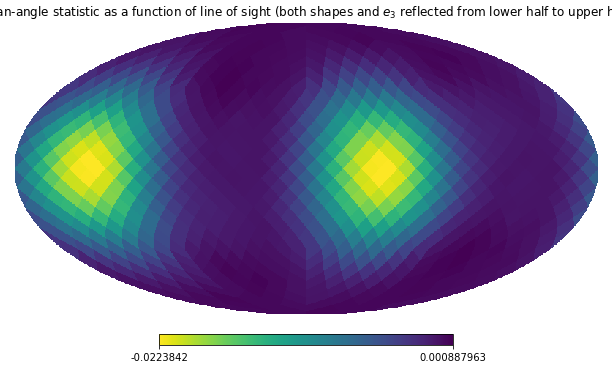 an-angle statistic as a function of line of sight (both shapes and e₃ reflected from lower half to upper h
-0.0223842 0.000887963